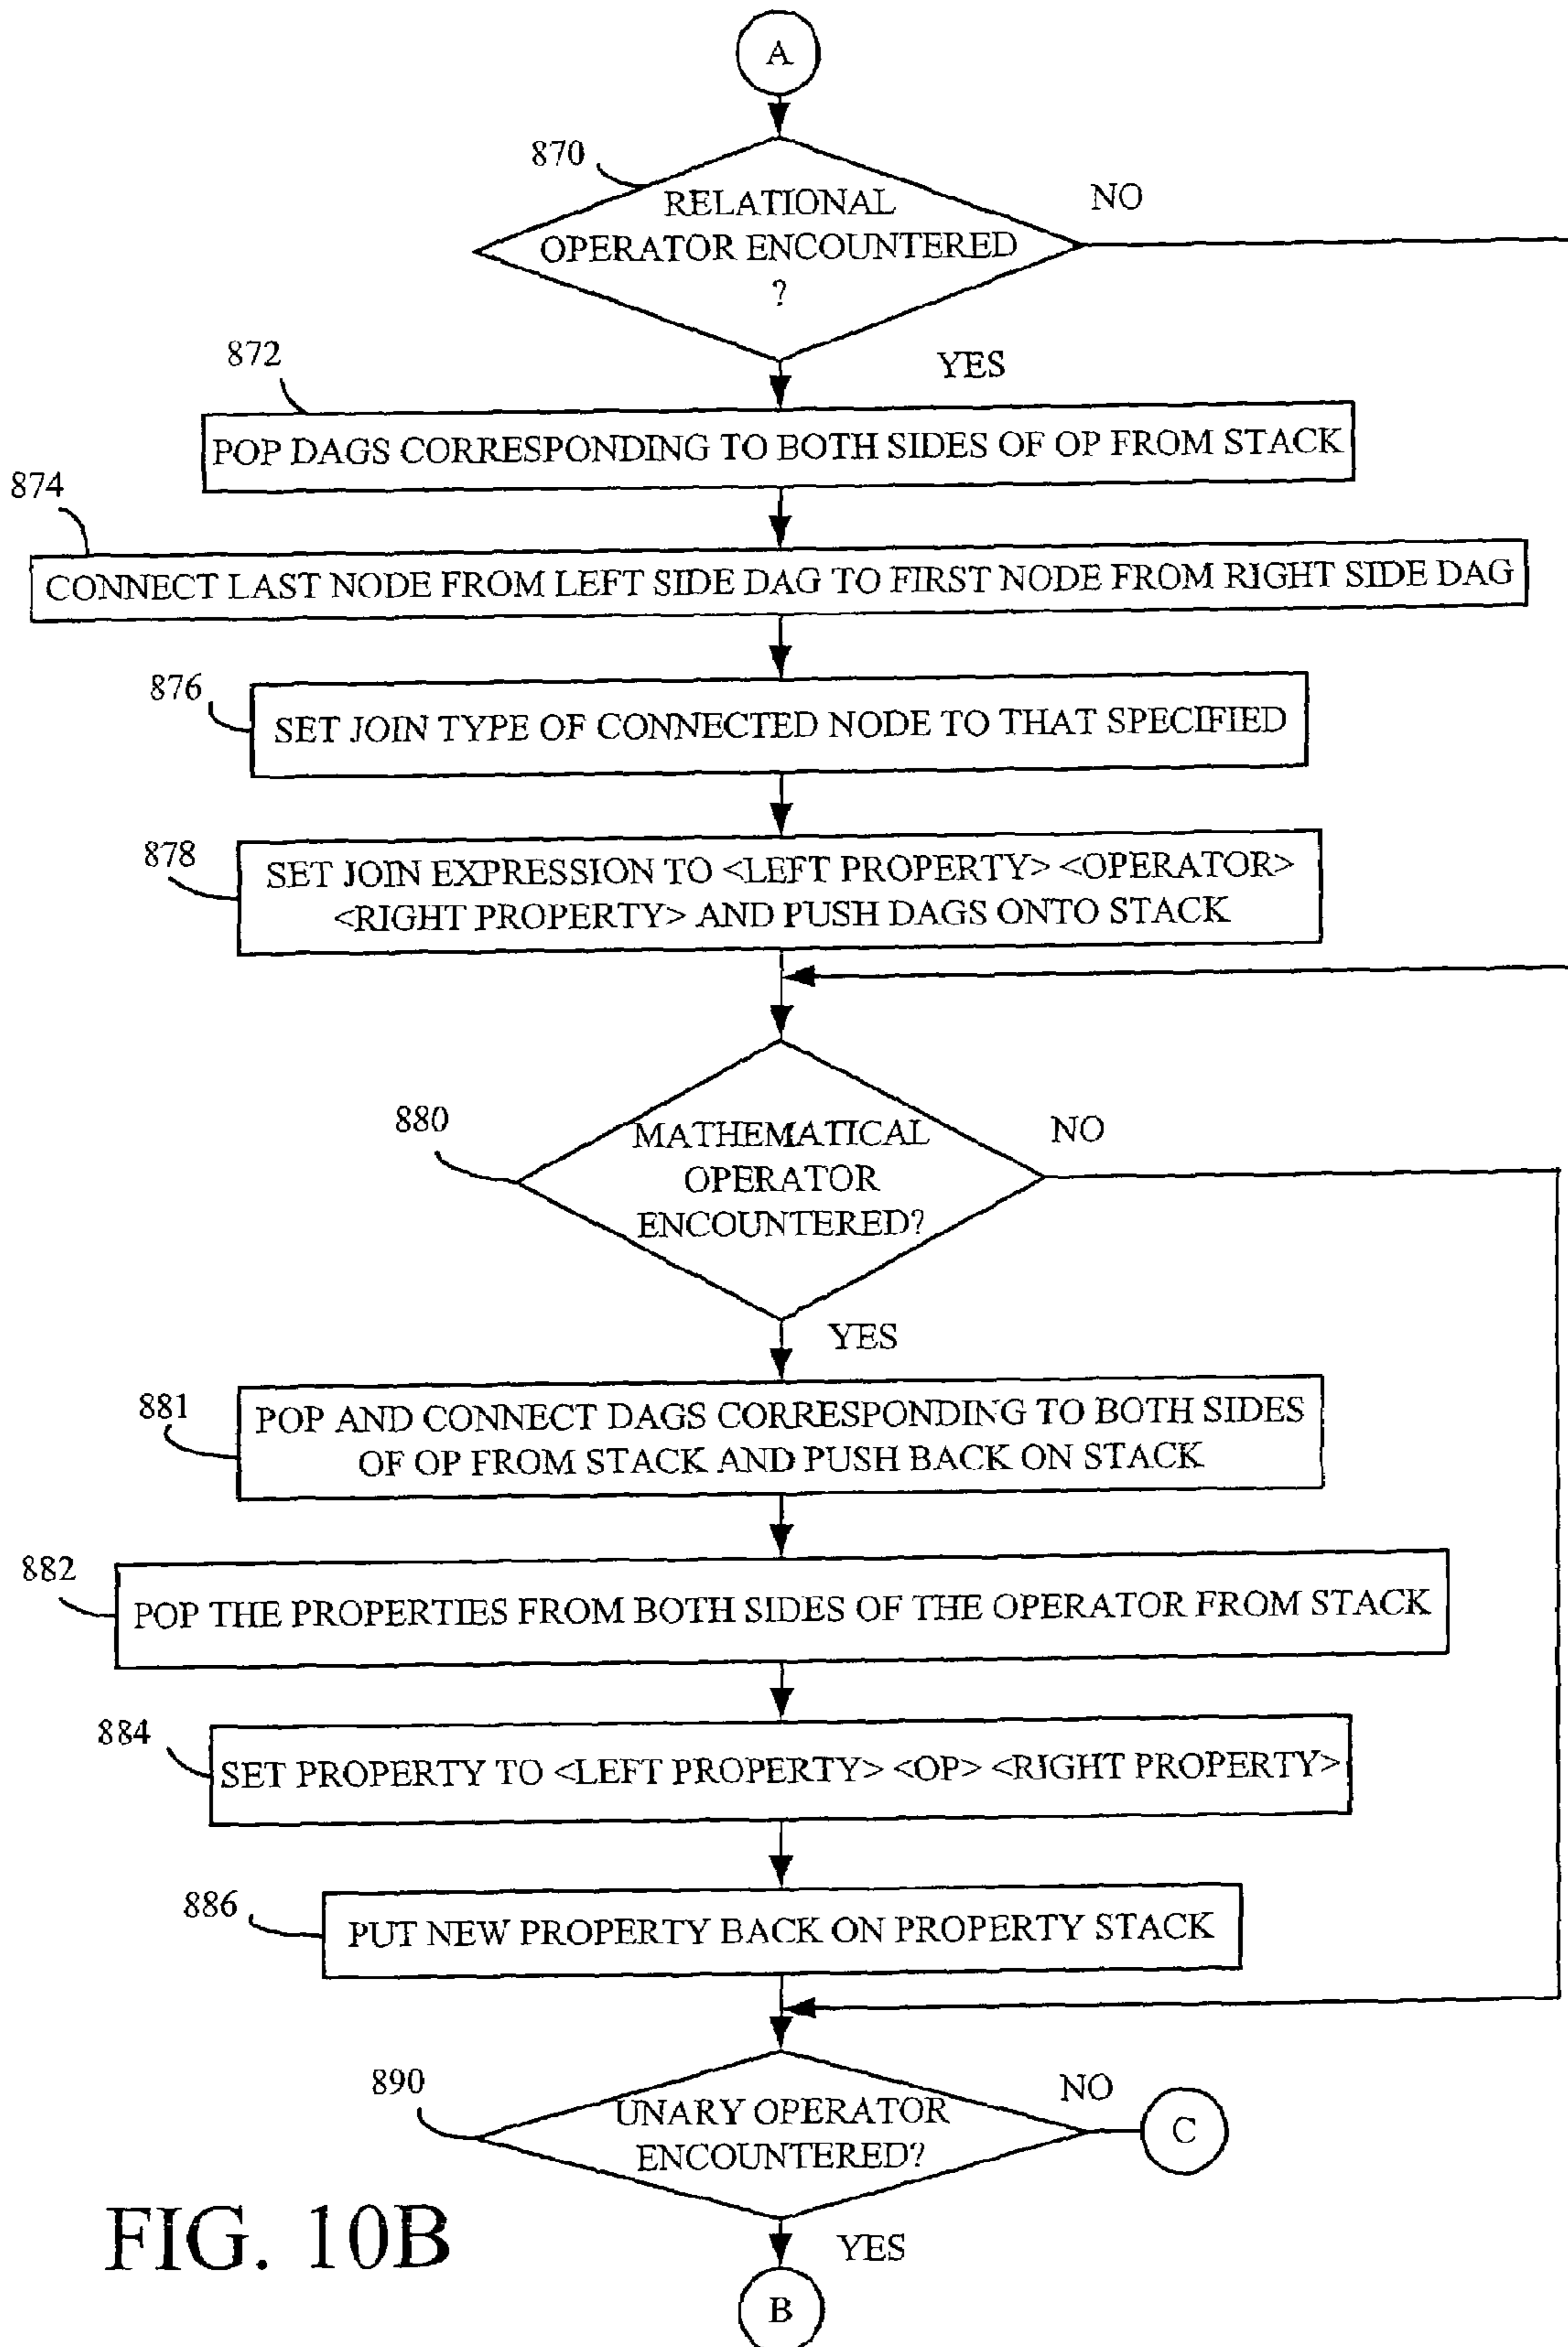 A
870
RELATIONAL
OPERATOR ENCOUNTERED
?
NO
YES
872
POP DAGS CORRESPONDING TO BOTH SIDES OF OP FROM STACK
874
CONNECT LAST NODE FROM LEFT SIDE DAG TO FIRST NODE FROM RIGHT SIDE DAG
876
SET JOIN TYPE OF CONNECTED NODE TO THAT SPECIFIED
878
SET JOIN EXPRESSION TO <LEFT PROPERTY> <OPERATOR>
<RIGHT PROPERTY> AND PUSH DAGS ONTO STACK
880
MATHEMATICAL
OPERATOR
ENCOUNTERED?
NO
YES
881
POP AND CONNECT DAGS CORRESPONDING TO BOTH SIDES
OF OP FROM STACK AND PUSH BACK ON STACK
882
POP THE PROPERTIES FROM BOTH SIDES OF THE OPERATOR FROM STACK
884
SET PROPERTY TO <LEFT PROPERTY> <OP> <RIGHT PROPERTY>
886
PUT NEW PROPERTY BACK ON PROPERTY STACK
890
UNARY OPERATOR
ENCOUNTERED?
NO
C
YES
B
FIG. 10B